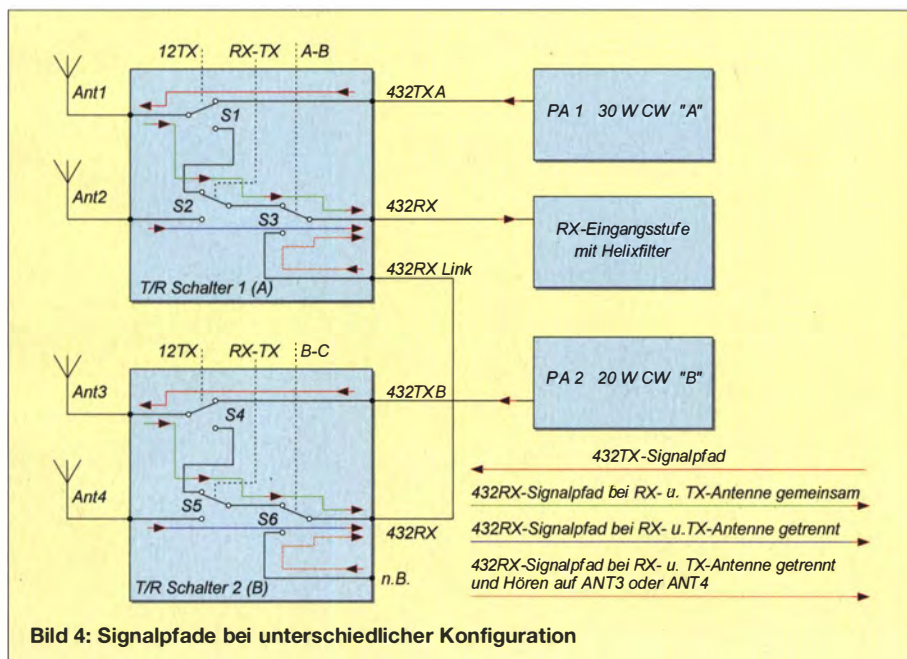 12TX RX-TX A-B
Ant1
432TXA
S1
PA 1 30 W CW "A"
Ant2
432RX
S2
S3
RX-Eingangsstufe
mit Helixfilter
432RX Link
T/R Schalter 1 (A)
12TX RX-TX B-C
Ant3
432TXB
S4
PA 2 20 W CW "B"
432TX-Signalpfad
432RX-Signalpfad bei RX- u. TX-Antenne gemeinsam
Ant4
S5
S6
432RX
432RX-Signalpfad bei RX- u. TX-Antenne getrennt
432RX-Signalpfad bei RX- u. TX-Antenne getrennt
und Hören auf ANT3 oder ANT4
n.B.
T/R Schalter 2 (B)
Bild 4: Signalpfade bei unterschiedlicher Konfiguration